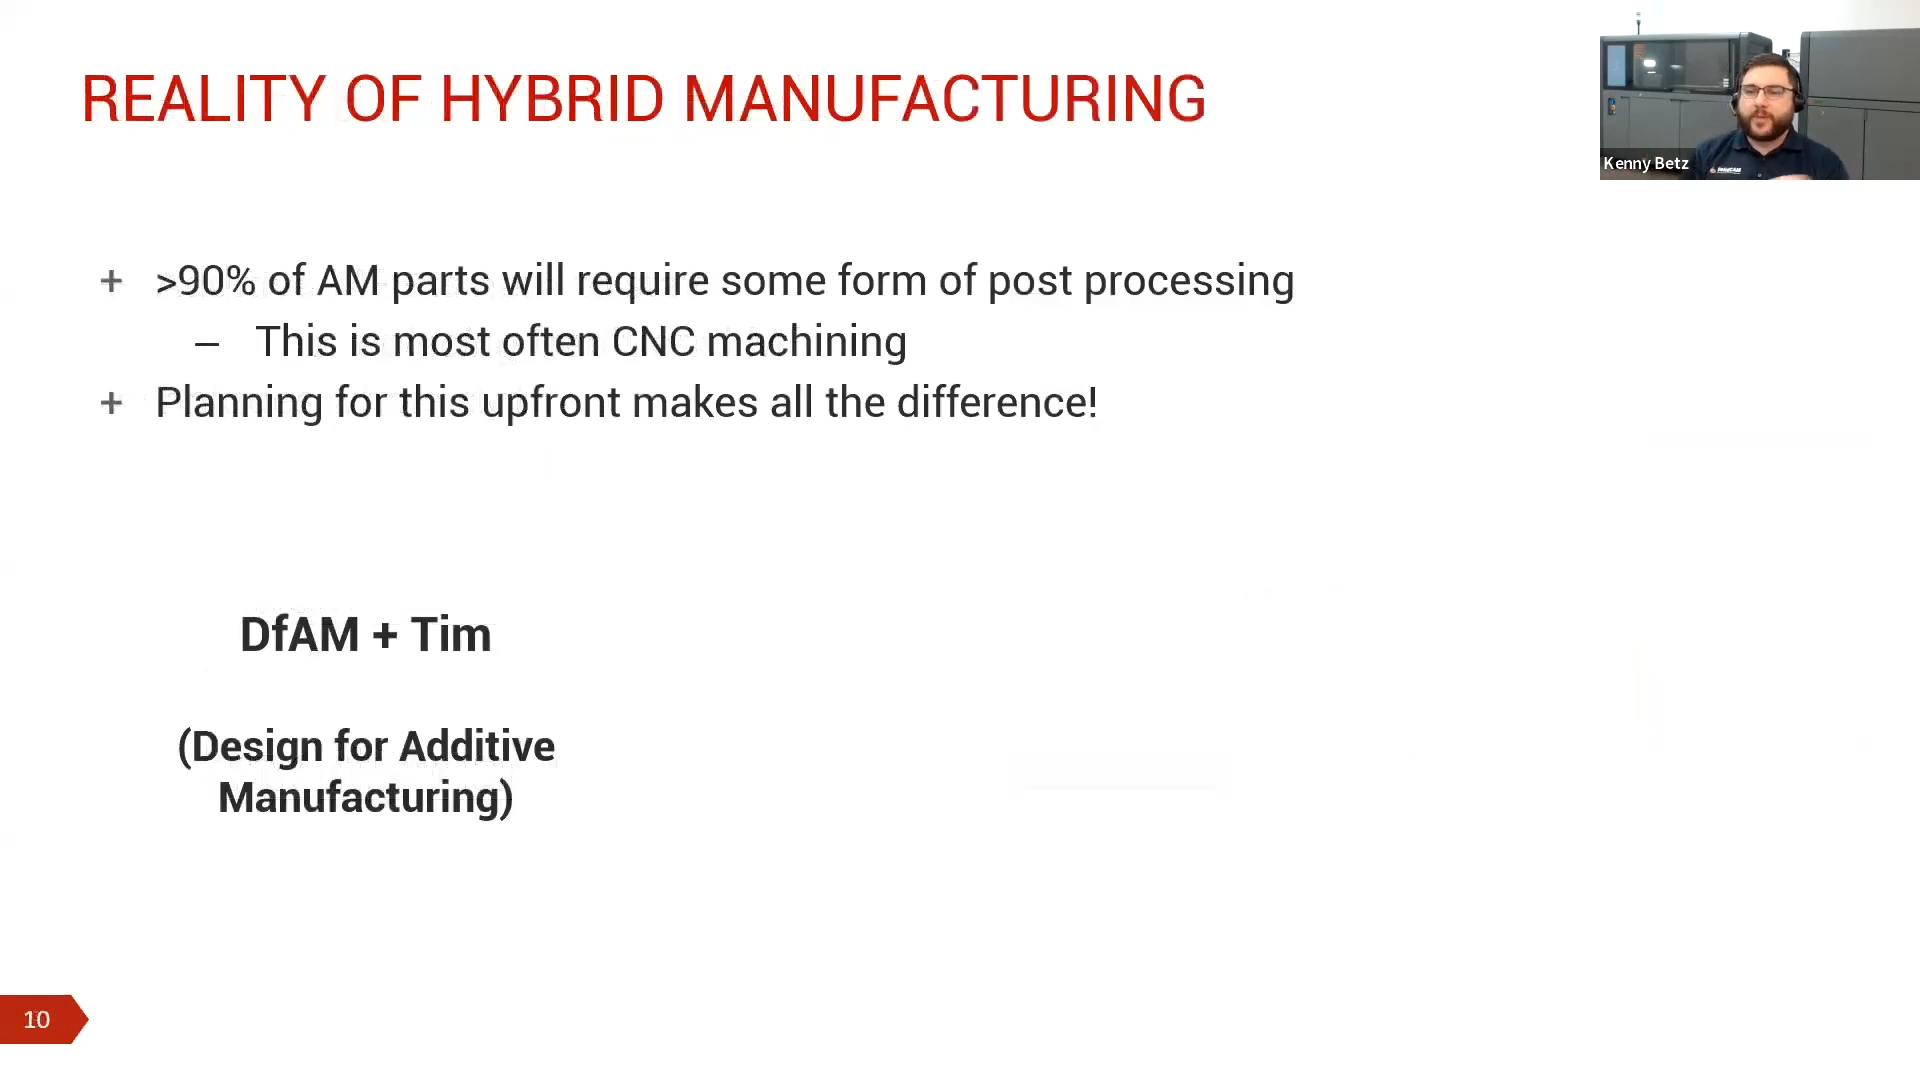 REALITY OF HYBRID MANUFACTURING
Kenny Betz
+ >90% of AM parts will require some form of post processing
– This is most often CNC machining
+ Planning for this upfront makes all the difference!
DfAM + Tim
(Design for Additive
Manufacturing)
10